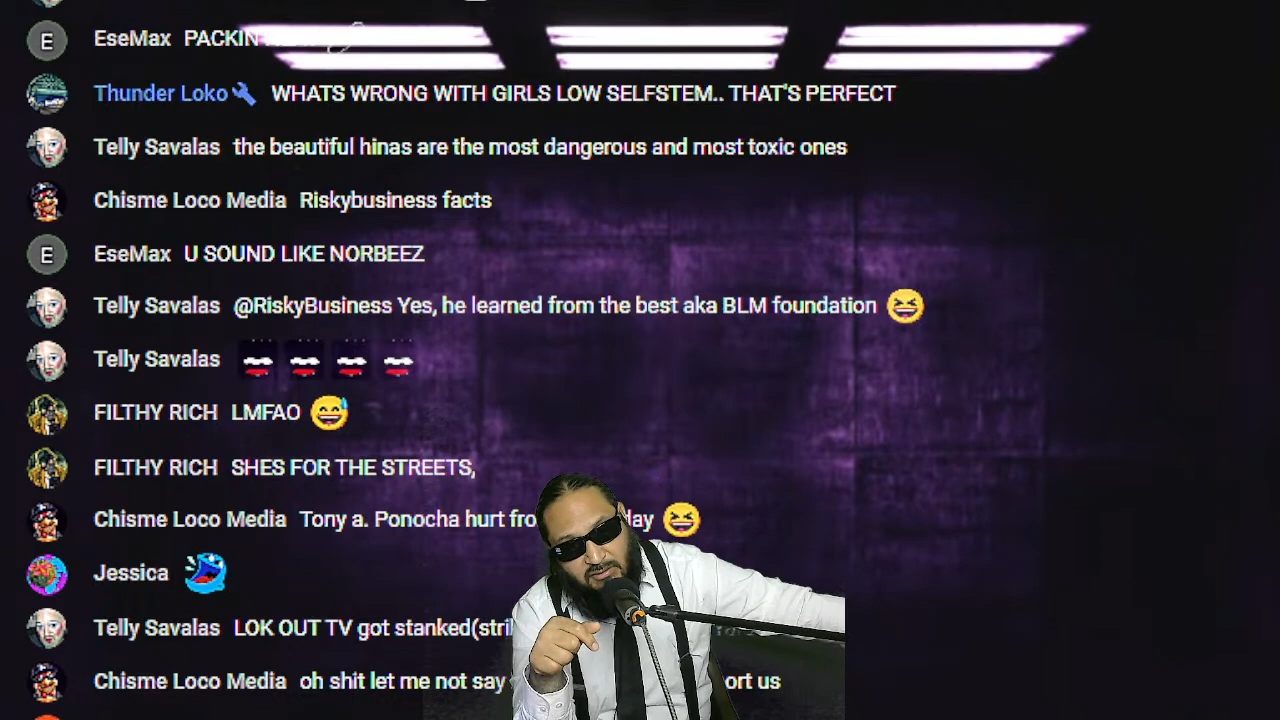 E EseMax PACKIN
Thunder Loko WHATS WRONG WITH GIRLS LOW SELFSTEM.. THAT'S PERFECT
Telly Savalas the beautiful hinas are the most dangerous and most toxic ones
Chisme Loco Media Riskybusiness facts
E EseMax U SOUND LIKE NORBEEZ
Telly Savalas @RiskyBusiness Yes, he learned from the best aka BLM foundation 😆
Telly Savalas
FILTHY RICH LMFAO 😅
FILTHY RICH SHES FOR THE STREETS,
Chisme Loco Media Tony a. Ponocha hurt day 😆
Jessica
Telly Savalas LOK OUT TV got
Chisme Loco Media oh shit let me not say us